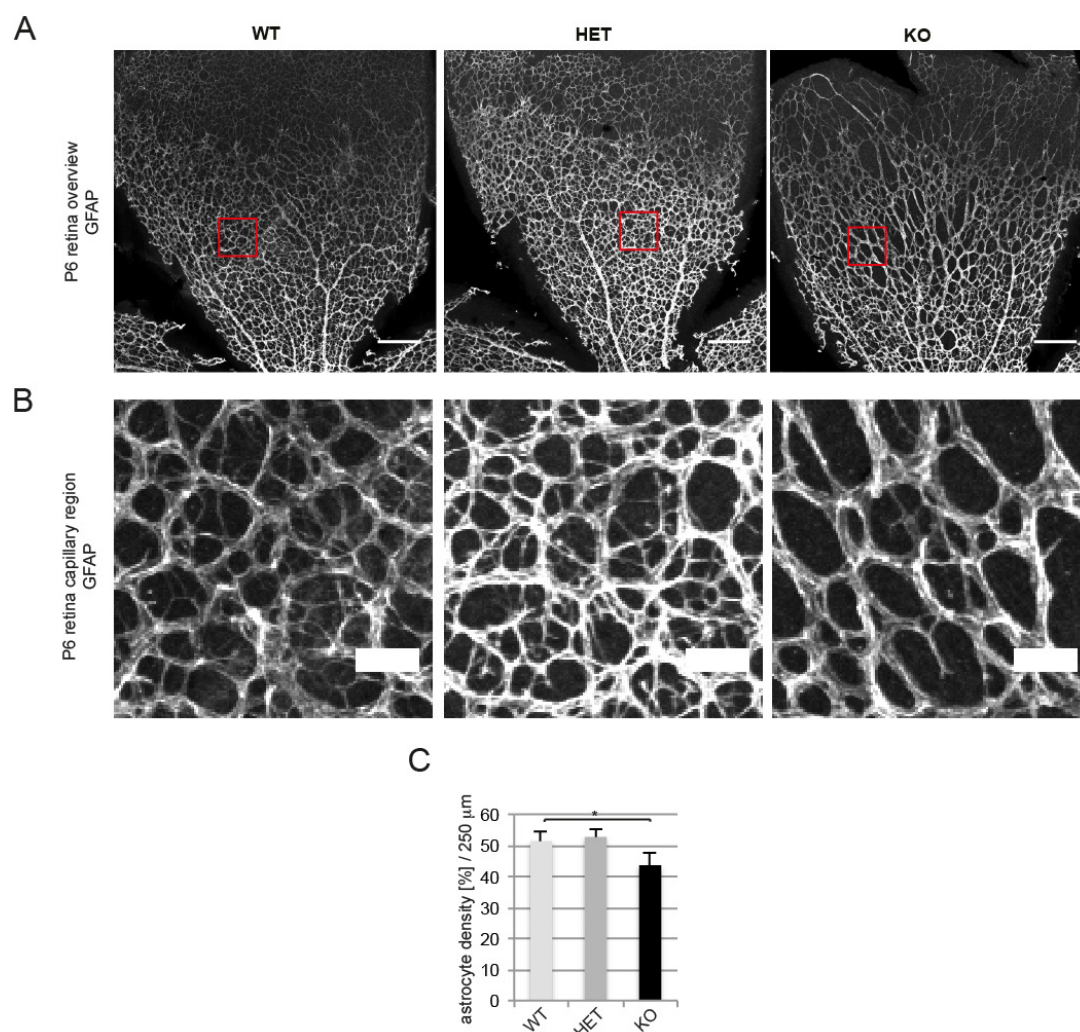 A
WT
HET
KO
P6 retina overview
GFAP
B
P6 retina capillary region
GFAP
C
astrocyte density [%] / 250 µm
60
50
40
30
20
10
0
*
WT
HET
KO